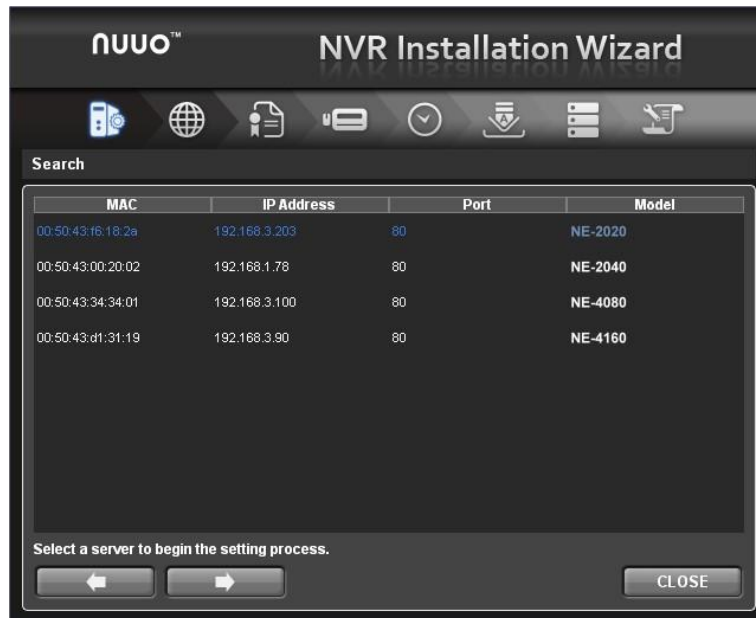 nuuo™
NVR Installation Wizard
Search
MAC IP Address Port Model
00:50:43:f6:18:2a 192.168.3.203 80 NE-2020
00:50:43:00:20:02 192.168.1.78 80 NE-2040
00:50:43:34:34:01 192.168.3.100 80 NE-4080
00:50:43:d1:31:19 192.168.3.90 80 NE-4160
Select a server to begin the setting process.
CLOSE